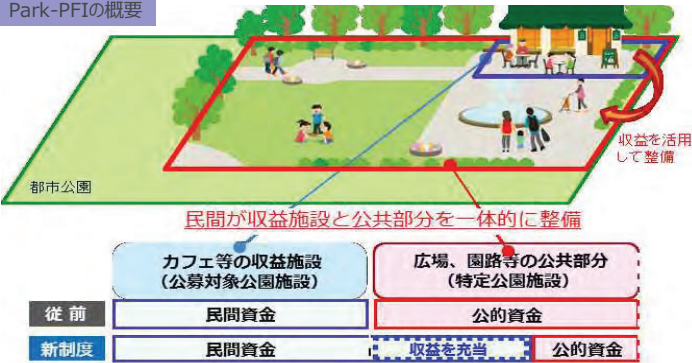 Park-PFIの概要
収益を活用
して整備
都市公園
民間が収益施設と公共部分を一体的に整備
カフェ等の収益施設
(公募対象公園施設)
広場、園路等の公共部分
(特定公園施設)
従前
民間資金
公的資金
新制度
民間資金
収益を充当
公的資金